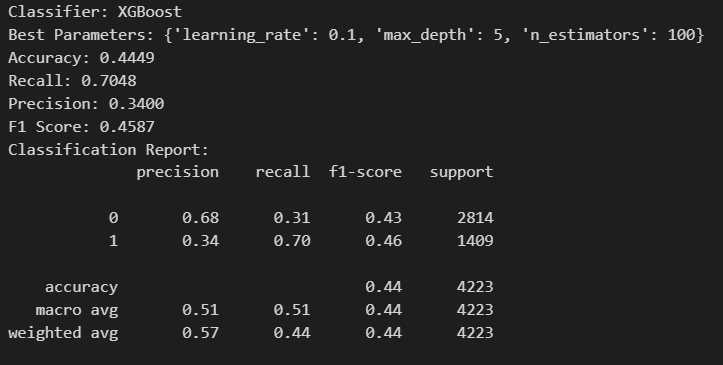 Classifier: XGBoost
Best Parameters: {'learning_rate': 0.1, 'max_depth': 5, 'n_estimators': 100}
Accuracy: 0.4449
Recall: 0.7048
Precision: 0.3400
F1 Score: 0.4587
Classification Report:
              precision    recall  f1-score   support

           0       0.68      0.31      0.43      2814
           1       0.34      0.70      0.46      1409

    accuracy                           0.44      4223
   macro avg       0.51      0.51      0.44      4223
weighted avg       0.57      0.44      0.44      4223